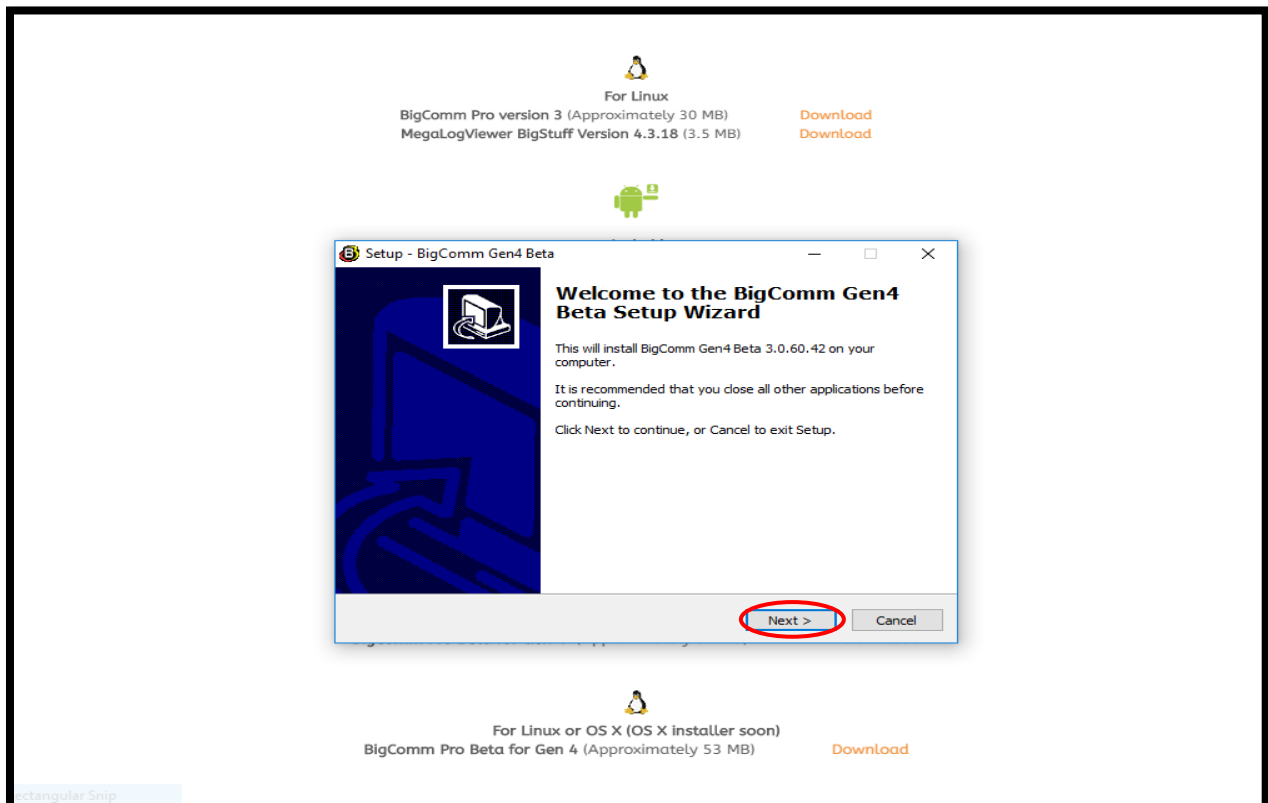 For Linux
BigComm Pro version 3 (Approximately 30 MB) Download
MegaLogViewer BigStuff Version 4.3.18 (3.5 MB) Download
Setup - BigComm Gen4 Beta
Welcome to the BigComm Gen4
Beta Setup Wizard
This will install BigComm Gen4 Beta 3.0.60.42 on your
computer.
It is recommended that you close all other applications before
continuing.
Click Next to continue, or Cancel to exit Setup.
Next >
Cancel
For Linux or OS X (OS X installer soon)
BigComm Pro Beta for Gen 4 (Approximately 53 MB) Download
Snip